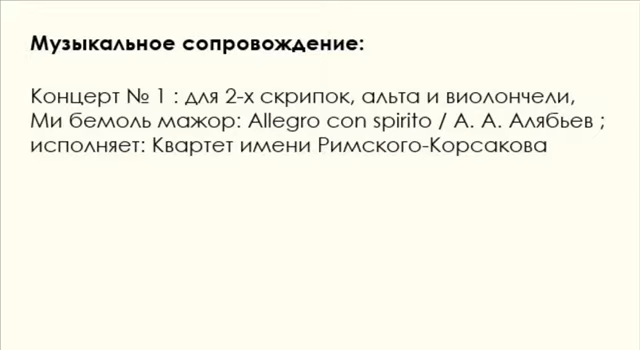 Музыкальное сопровождение:
Концерт № 1 : для 2-х скрипок, альта и виолончели,
Ми бемоль мажор: Allegro con spirito / А. А. Алябьев ;
исполняет: Квартет имени Римского-Корсакова